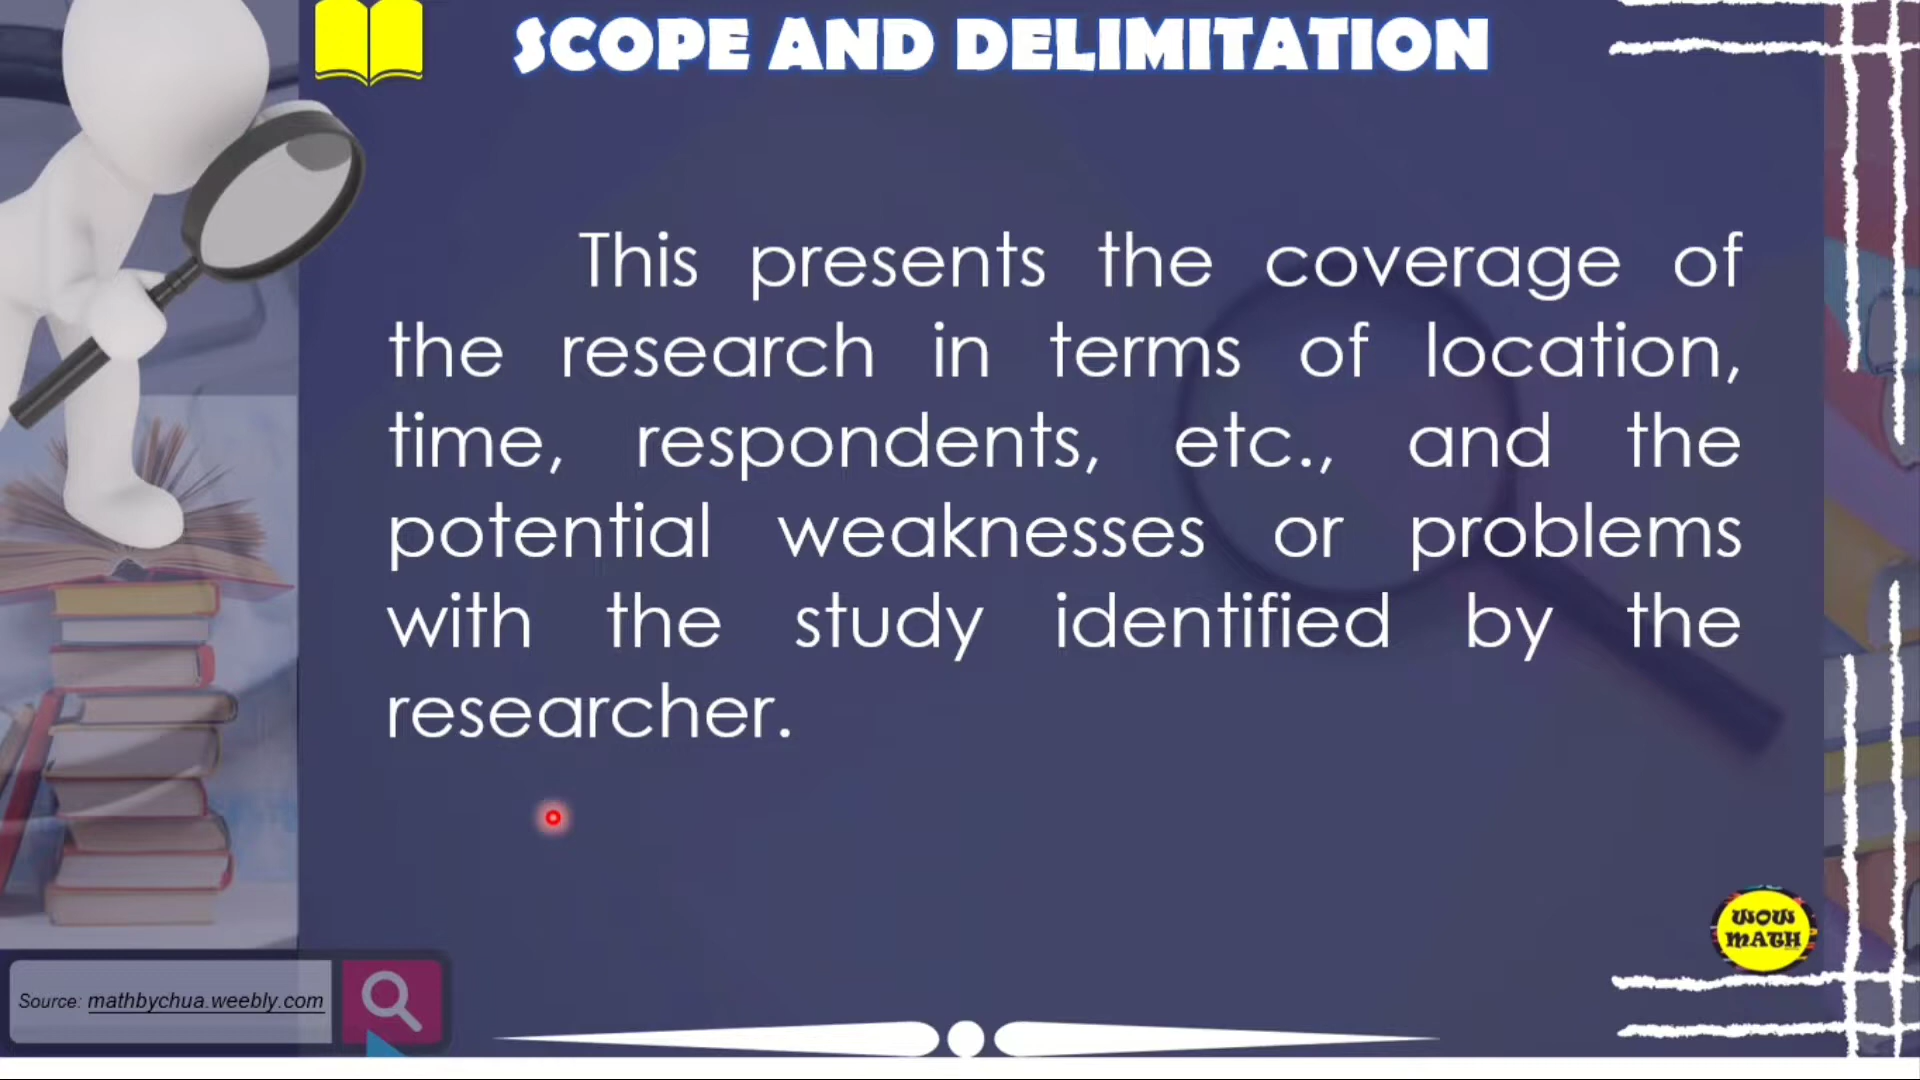 SCOPE AND DELIMITATION
This presents the coverage of
the research in terms of location,
time, respondents, etc., and the
potential weaknesses or problems
with the study identified by the
researcher.
WOW
MATH
Source: mathbychua.weebly.com